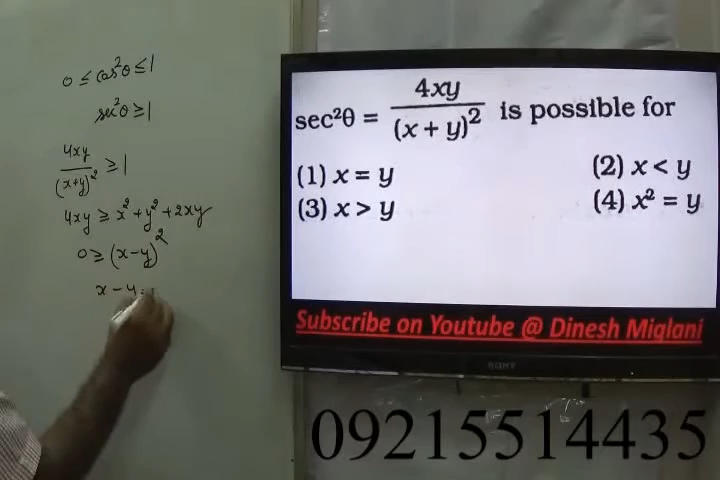 0 ≤ cos²θ ≤ 1
sec²θ ≥ 1
4xy/(x+y)² ≥ 1
4xy ≥ x² + y² + 2xy
0 ≥ (x-y)²
x - y
sec²θ = 4xy/(x + y)² is possible for
(1) x = y
(2) x < y
(3) x > y
(4) x² = y
Subscribe on Youtube @ Dinesh Miglani
SONY
09215514435